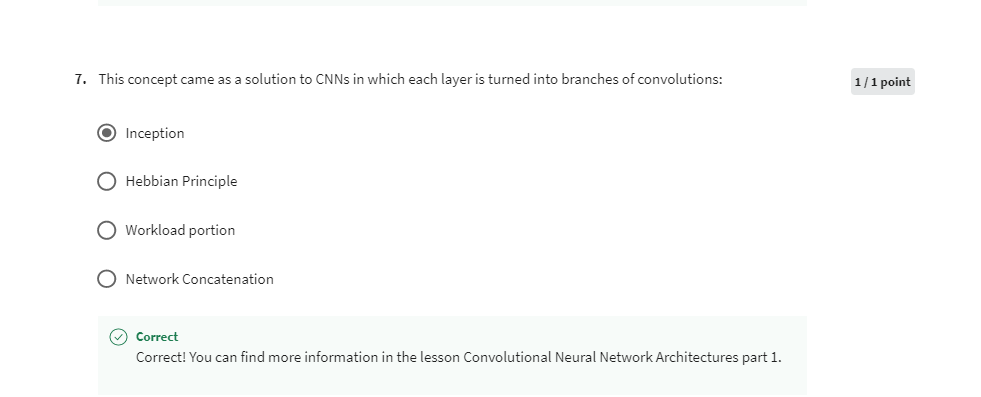 7. This concept came as a solution to CNNs in which each layer is turned into branches of convolutions:
1 / 1 point
Inception
Hebbian Principle
Workload portion
Network Concatenation
Correct
Correct! You can find more information in the lesson Convolutional Neural Network Architectures part 1.